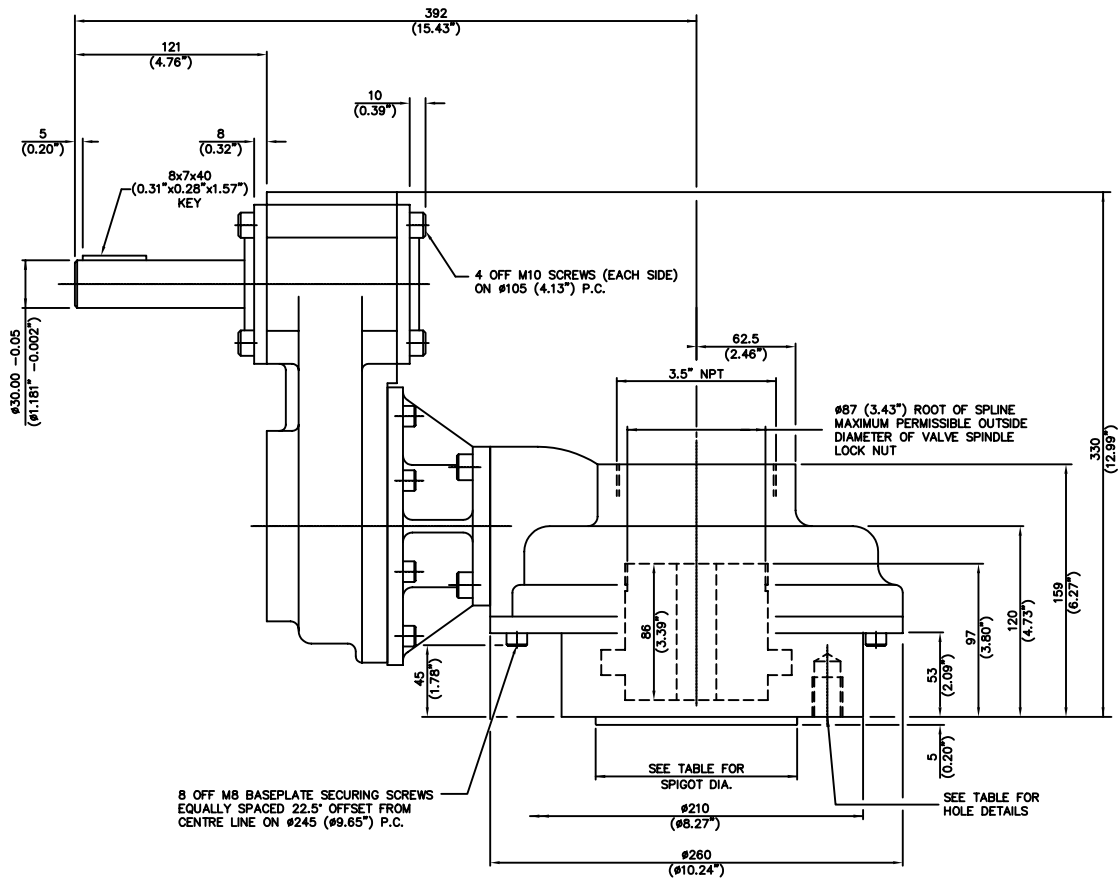 392
(15.43")
121
(4.76")
10
(0.39")
5
(0.20")
8
(0.32")
8x7x40
(0.31"x0.28"x1.57")
KEY
4 OFF M10 SCREWS (EACH SIDE)
ON ø105 (4.13") P.C.
ø30.00 -0.05
(ø1.181" -0.002")
62.5
(2.46")
3.5" NPT
ø87 (3.43") ROOT OF SPLINE
MAXIMUM PERMISSIBLE OUTSIDE
DIAMETER OF VALVE SPINDLE
LOCK NUT
330
(12.99")
159
(6.27")
120
(4.73")
97
(3.80")
86
(3.39")
53
(2.09")
45
(1.78")
5
(0.20")
SEE TABLE FOR
SPIGOT DIA.
8 OFF M8 BASEPLATE SECURING SCREWS
EQUALLY SPACED 22.5° OFFSET FROM
CENTRE LINE ON ø245 (ø9.65") P.C.
SEE TABLE FOR
HOLE DETAILS
ø210
(ø8.27")
ø260
(ø10.24")